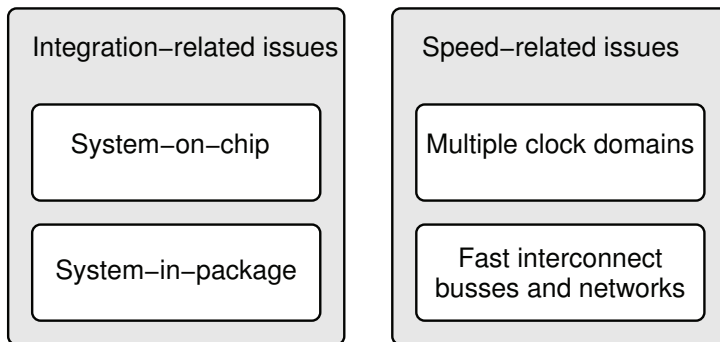 Integration−related issues
System−on−chip
System−in−package
Speed−related issues
Multiple clock domains
Fast interconnect
busses and networks